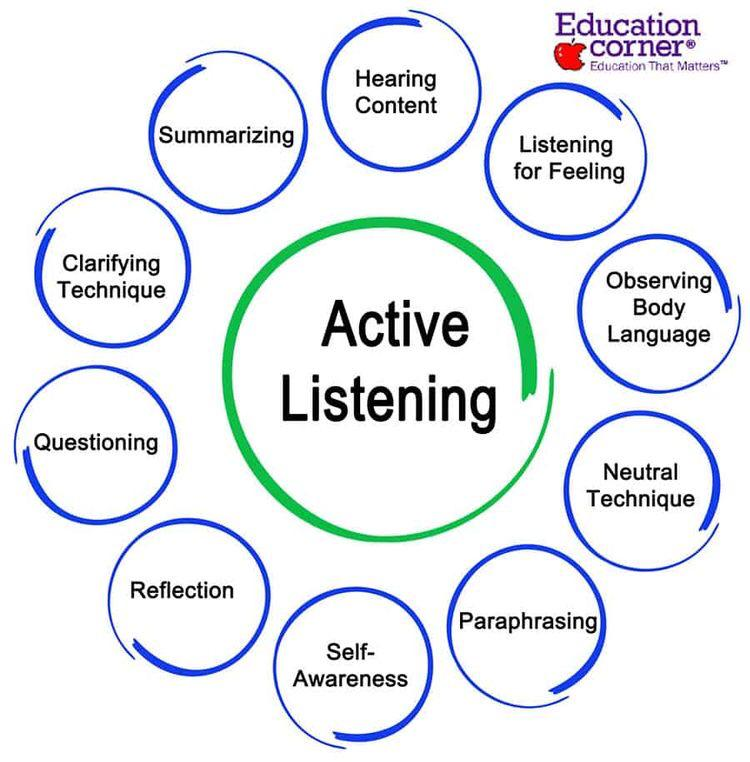 Education
corner®
Education That Matters™
Hearing
Content
Listening
for Feeling
Observing
Body
Language
Neutral
Technique
Paraphrasing
Self-
Awareness
Reflection
Questioning
Clarifying
Technique
Summarizing
Active
Listening